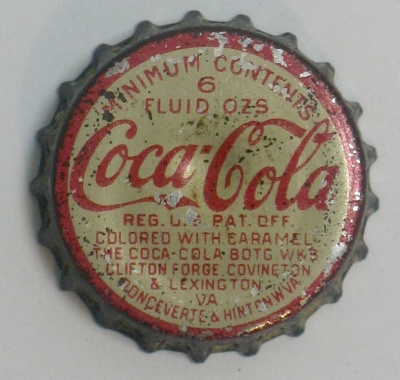 MINIMUM CONTENTS
6
FLUID OZS
Coca-Cola
REG. U.S. PAT. OFF.
COLORED WITH CARAMEL
THE COCA-COLA BOTG WKS
CLIFTON FORGE, COVINGTON
& LEXINGTON
VA.
RONCEVERTE & HINTON W.VA.